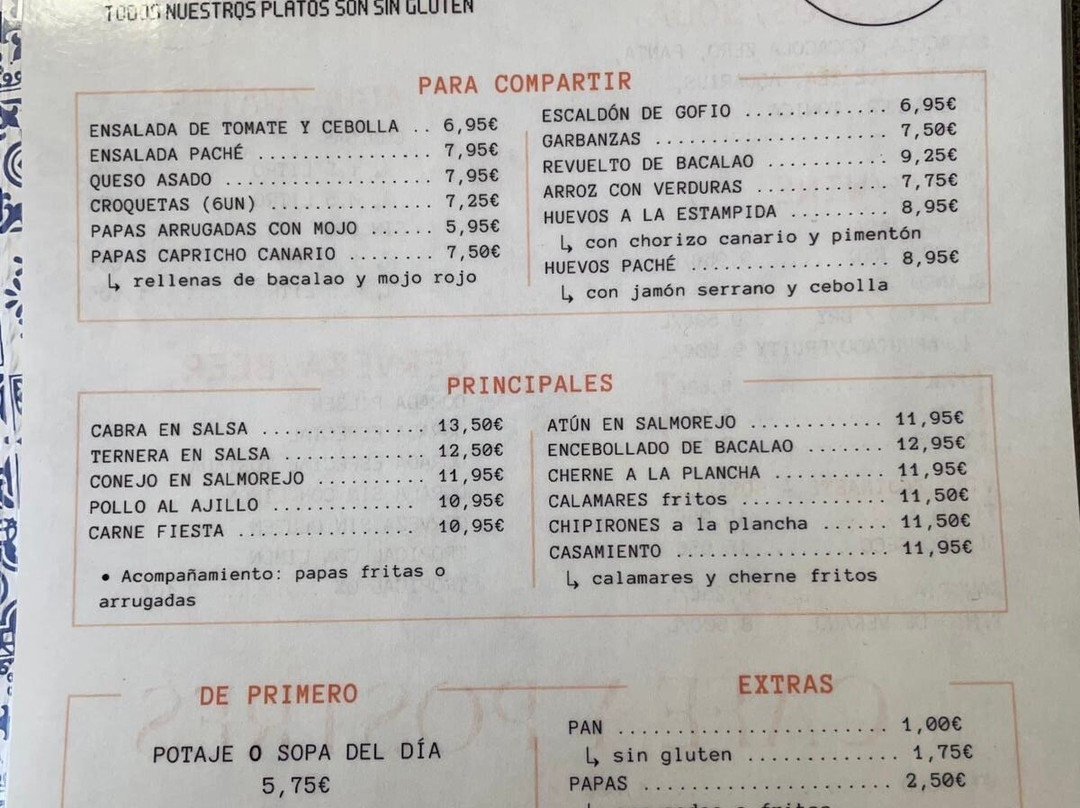 TODOS NUESTROS PLATOS SON SIN GLUTEN
PARA COMPARTIR
ENSALADA DE TOMATE Y CEBOLLA .. 6,95€
ENSALADA PACHÉ ............... 7,95€
QUESO ASADO .................. 7,95€
CROQUETAS (6UN) .............. 7,25€
PAPAS ARRUGADAS CON MOJO ..... 5,95€
PAPAS CAPRICHO CANARIO ....... 7,50€
↳ rellenas de bacalao y mojo rojo
ESCALDÓN DE GOFIO ............ 6,95€
GARBANZAS .................... 7,50€
REVUELTO DE BACALAO .......... 9,25€
ARROZ CON VERDURAS ........... 7,75€
HUEVOS A LA ESTAMPIDA ........ 8,95€
↳ con chorizo canario y pimentón
HUEVOS PACHÉ ................. 8,95€
↳ con jamón serrano y cebolla
PRINCIPALES
CABRA EN SALSA .............. 13,50€
TERNERA EN SALSA ............ 12,50€
CONEJO EN SALMOREJO ......... 11,95€
POLLO AL AJILLO ............. 10,95€
CARNE FIESTA ................ 10,95€
• Acompañamiento: papas fritas o
arrugadas
ATÚN EN SALMOREJO ........... 11,95€
ENCEBOLLADO DE BACALAO ...... 12,95€
CHERNE A LA PLANCHA ......... 11,95€
CALAMARES fritos ............ 11,50€
CHIPIRONES a la plancha ..... 11,50€
CASAMIENTO .................. 11,95€
↳ calamares y cherne fritos
DE PRIMERO
POTAJE O SOPA DEL DÍA
5,75€
EXTRAS
PAN ....................... 1,00€
↳ sin gluten .............. 1,75€
PAPAS ..................... 2,50€